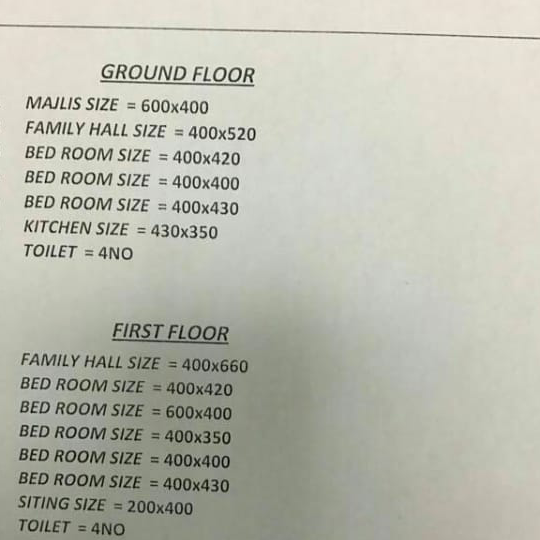 GROUND FLOOR
MAJLIS SIZE = 600x400
FAMILY HALL SIZE = 400x520
BED ROOM SIZE = 400x420
BED ROOM SIZE = 400x400
BED ROOM SIZE = 400x430
KITCHEN SIZE = 430x350
TOILET = 4NO
FIRST FLOOR
FAMILY HALL SIZE = 400x660
BED ROOM SIZE = 400x420
BED ROOM SIZE = 600x400
BED ROOM SIZE = 400x350
BED ROOM SIZE = 400x400
BED ROOM SIZE = 400x430
SITING SIZE = 200x400
TOILET = 4NO